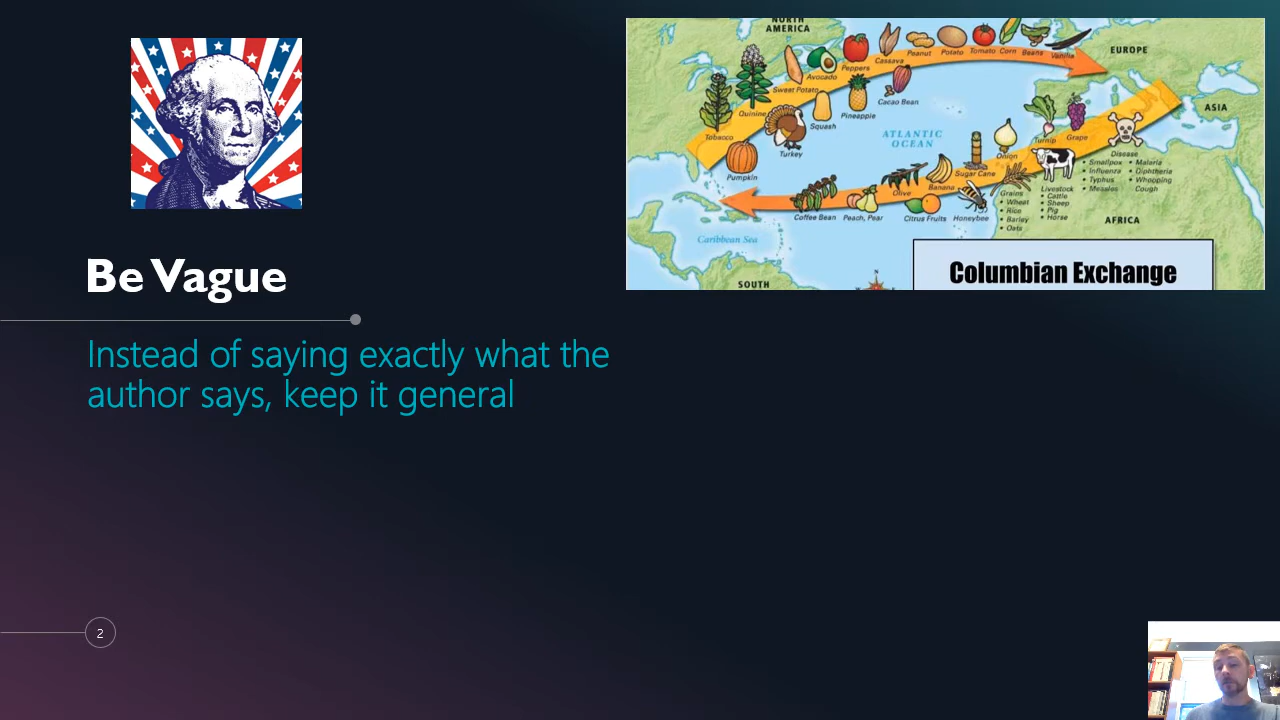 Be Vague
Instead of saying exactly what the
author says, keep it general
2
NORTH
AMERICA
EUROPE
ASIA
AFRICA
SOUTH
ATLANTIC
OCEAN
Caribbean Sea
Tobacco
Quinine
Sweet Potato
Avocado
Peppers
Cassava
Peanut
Potato
Tomato
Corn
Beans
Vanilla
Pumpkin
Turkey
Squash
Pineapple
Cacao Bean
Coffee Bean
Peach, Pear
Olive
Citrus Fruits
Banana
Honeybee
Sugar Cane
Onion
Grains
• Wheat
• Rice
• Barley
• Oats
Turnip
Grape
Livestock
• Cattle
• Sheep
• Pig
• Horse
Disease
• Smallpox
• Influenza
• Typhus
• Measles
• Malaria
• Diphtheria
• Whooping
Cough
N
Columbian Exchange